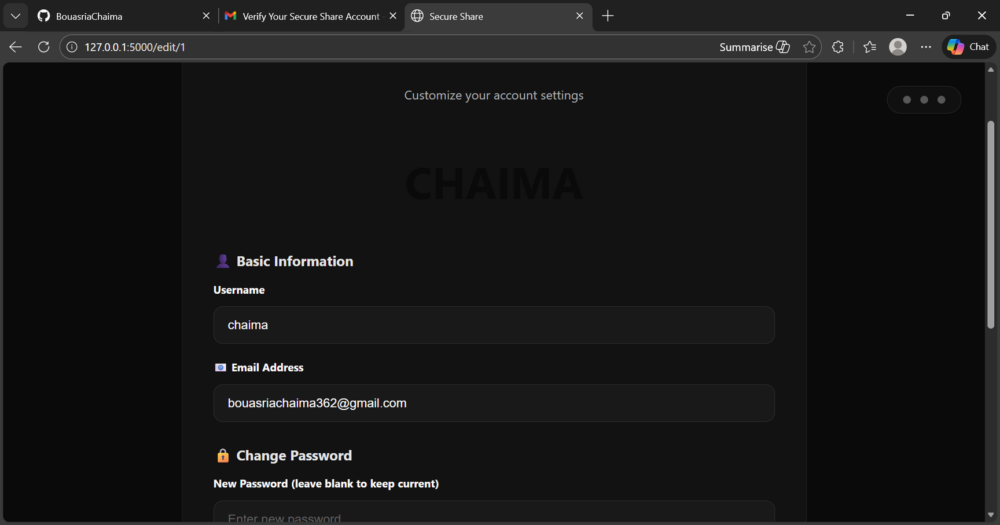 BouasriaChaima
Verify Your Secure Share Account -
Secure Share
127.0.0.1:5000/edit/1
Summarise
Chat
Customize your account settings
CHAIMA
Basic Information
Username
chaima
Email Address
bouasriachaima362@gmail.com
Change Password
New Password (leave blank to keep current)
Enter new password